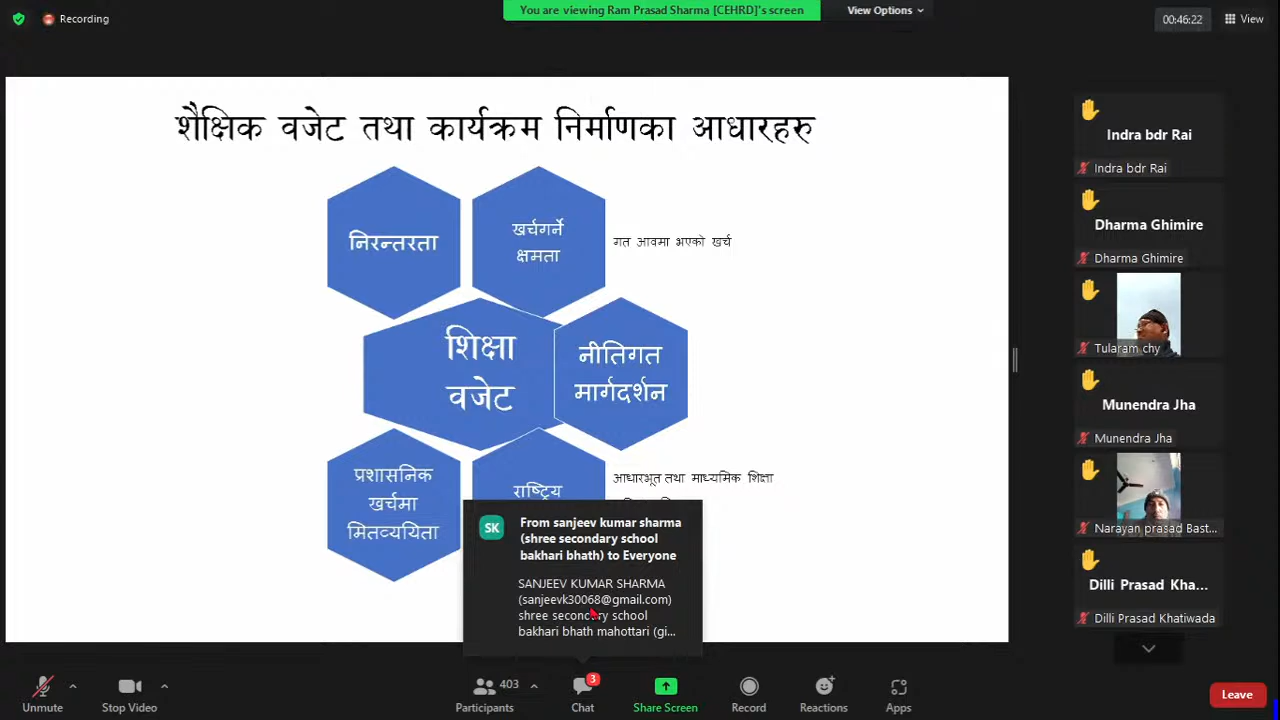 Recording
You are viewing Ram Prasad Sharma [CEHRD]'s screen
View Options
00:46:22
View
शैक्षिक वजेट तथा कार्यक्रम निर्माणका आधारहरु
निरन्तरता
खर्चगर्ने
क्षमता
गत आवमा भएको खर्च
शिक्षा
वजेट
नीतिगत
मार्गदर्शन
प्रशासनिक
खर्चमा
मितव्ययिता
राष्ट्रिय
आधारभूत तथा माध्यमिक शिक्षा
SK
From sanjeev kumar sharma
(shree secondary school
bakhari bhath) to Everyone
SANJEEV KUMAR SHARMA
(sanjeevk30068@gmail.com)
shree secondary school
bakhari bhath mahottari (gi...
Indra bdr Rai
Indra bdr Rai
Dharma Ghimire
Dharma Ghimire
Tularam chy
Munendra Jha
Munendra Jha
Narayan prasad Bast...
Dilli Prasad Kha...
Dilli Prasad Khatiwada
Unmute
Stop Video
403
Participants
3
Chat
Share Screen
Record
Reactions
Apps
Leave